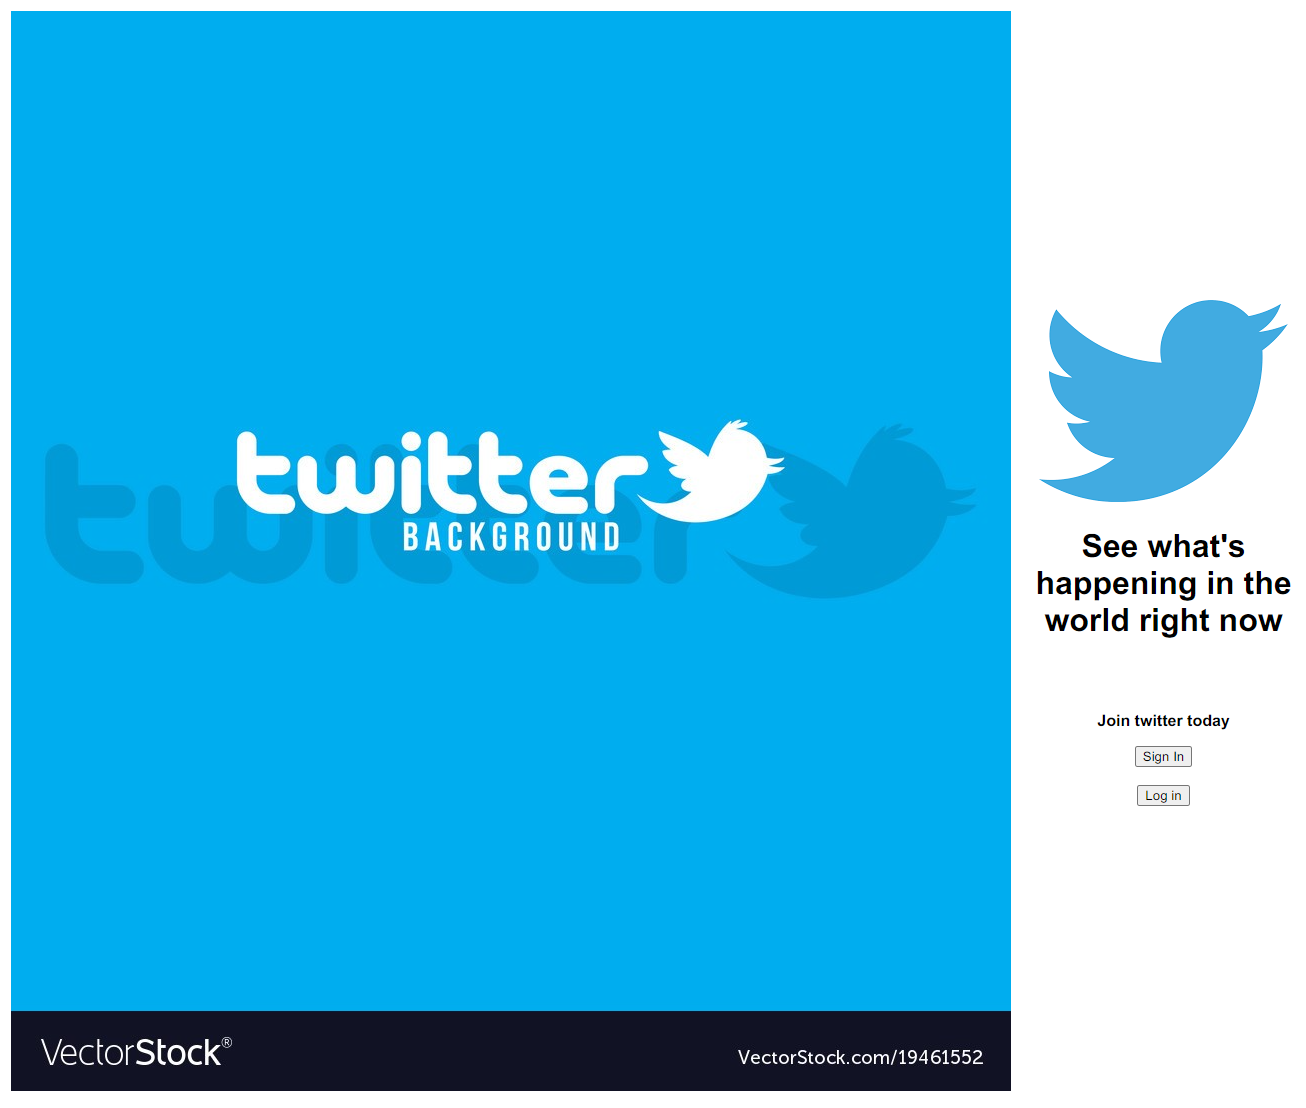 twitter
twitter
BACKGROUND
VectorStock®
VectorStock.com/19461552
See what's
happening in the
world right now
Join twitter today
Sign In
Log in